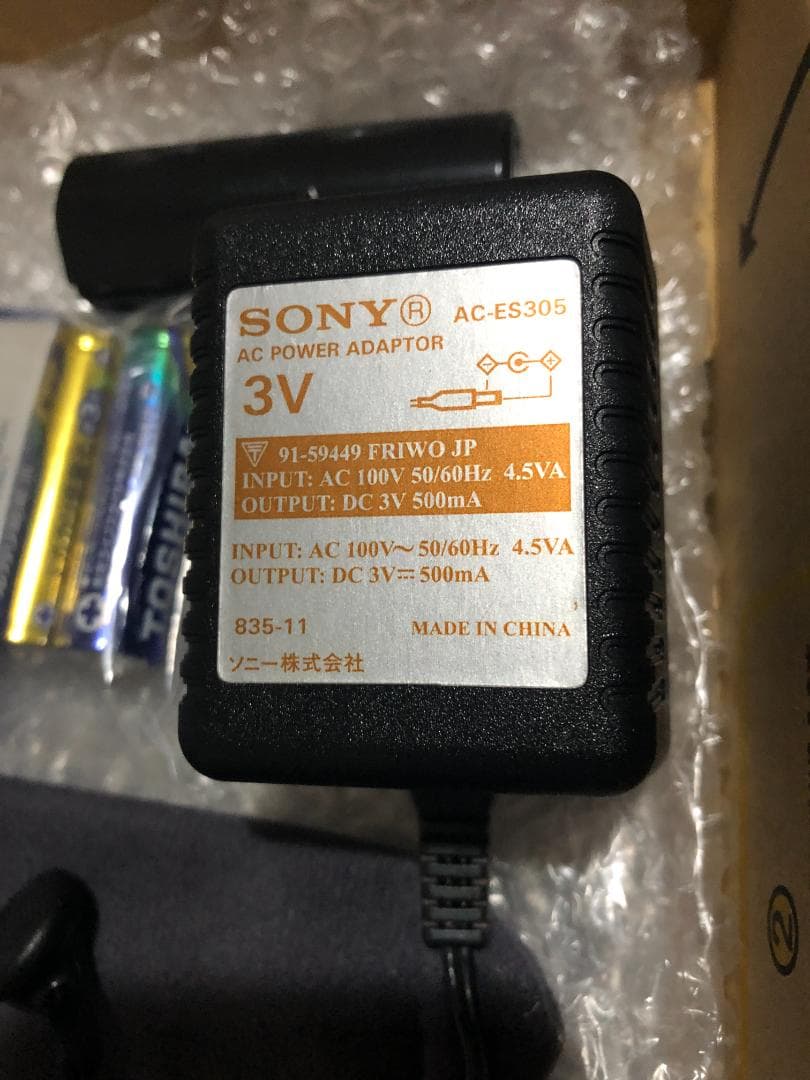 SONY® AC-ES305
AC POWER ADAPTOR
3V
- +
T 91-59449 FRIWO JP
INPUT: AC 100V 50/60Hz 4.5VA
OUTPUT: DC 3V 500mA
INPUT: AC 100V～ 50/60Hz 4.5VA
OUTPUT: DC 3V⎓500mA
835-11 MADE IN CHINA
ソニー株式会社
TOSHIBA
②